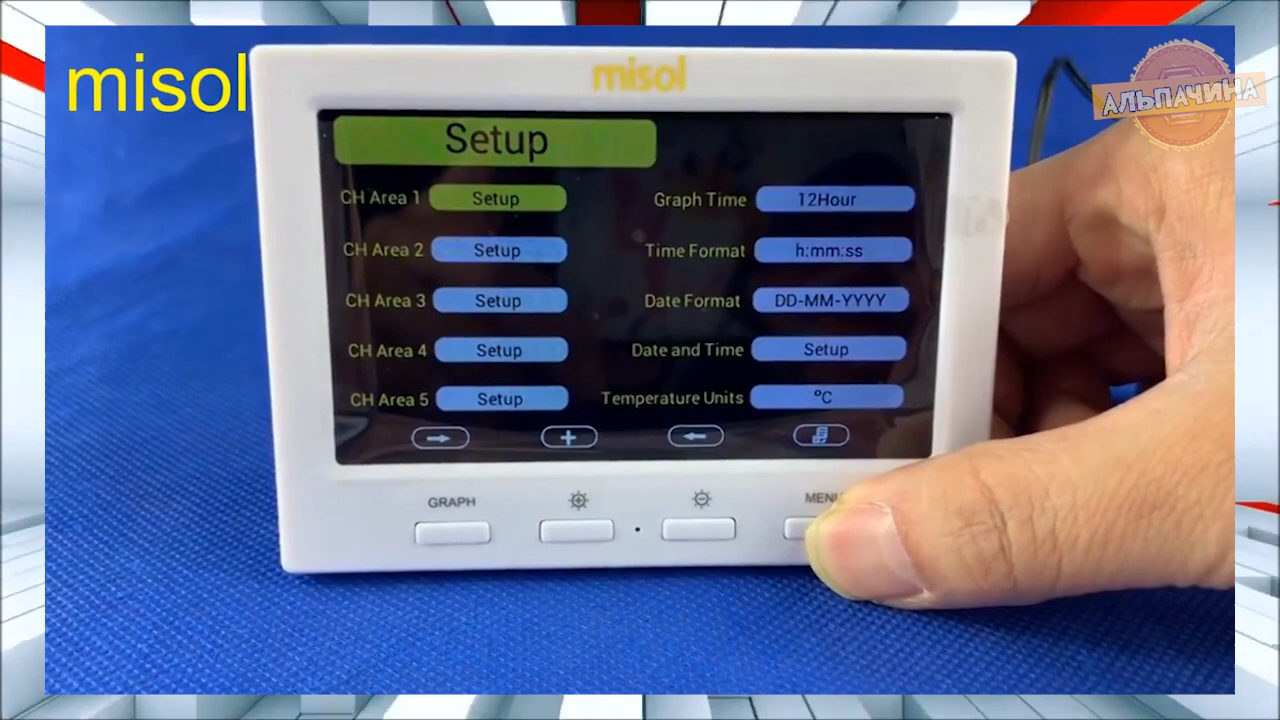 misol
misol
АЛЬПАЧИНА
Setup
CH Area 1 Setup
Graph Time 12Hour
CH Area 2 Setup
Time Format h:mm:ss
CH Area 3 Setup
Date Format DD-MM-YYYY
CH Area 4 Setup
Date and Time Setup
CH Area 5 Setup
Temperature Units ºC
GRAPH
MENU